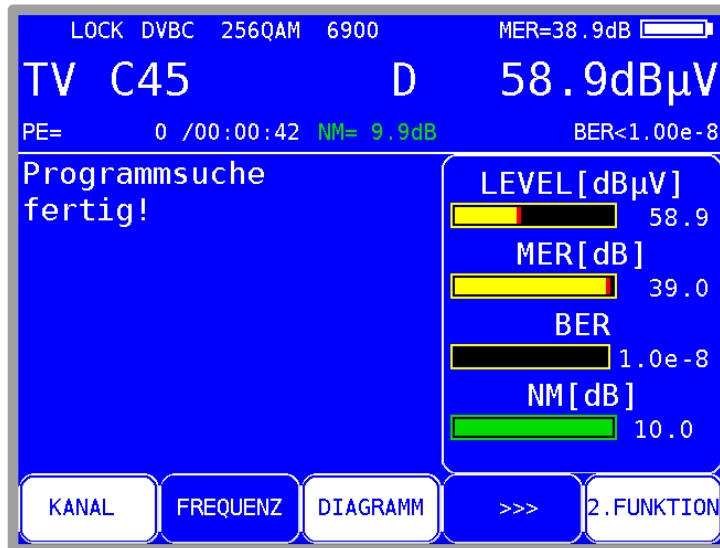 LOCK DVBC 256QAM 6900 MER=38.9dB
TV C45 D 58.9dBµV
PE= 0 /00:00:42 NM= 9.9dB BER<1.00e-8
Programmsuche
fertig!
LEVEL[dBµV]
58.9
MER[dB]
39.0
BER
1.0e-8
NM[dB]
10.0
KANAL FREQUENZ DIAGRAMM >>> 2.FUNKTION